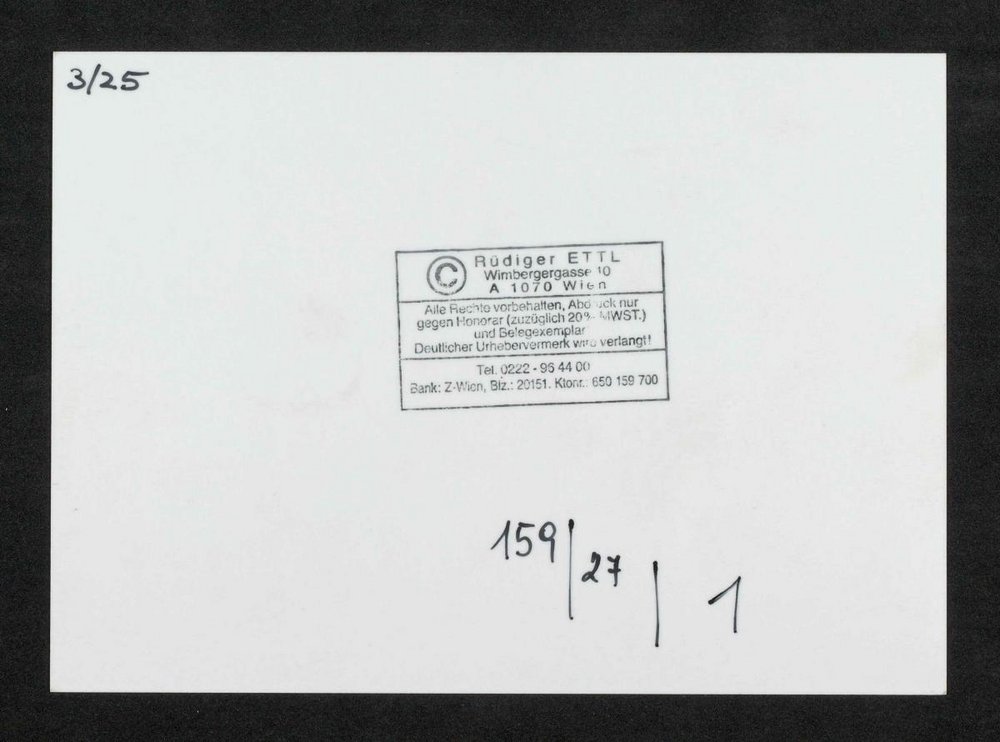 3/25
© Rüdiger ETTL
Wimbergergasse 10
A 1070 Wien
Alle Rechte vorbehalten, Abdruck nur
gegen Honorar (zuzüglich 20% MWST.)
und Belegexemplar
Deutlicher Urhebervermerk wird verlangt!
Tel. 0222 - 96 44 00
Bank: Z-Wien, Blz.: 20151. Ktonr.: 650 159 700
159/27/1